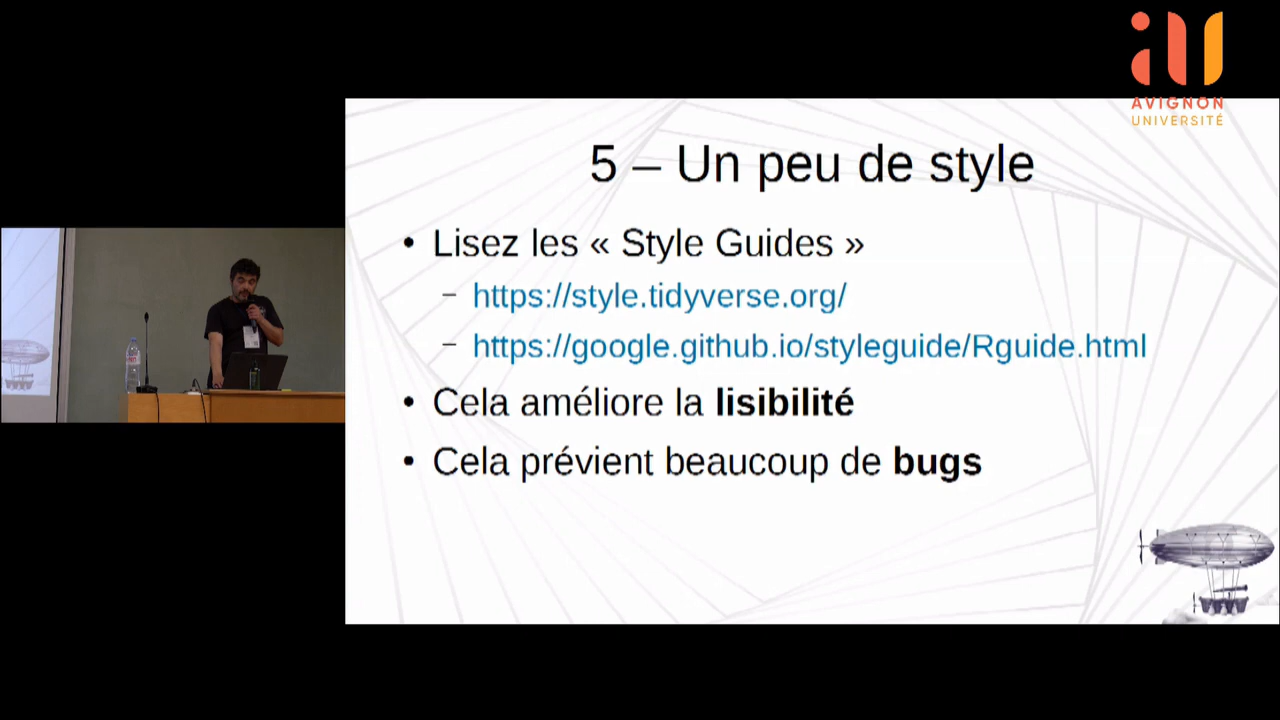 AVIGNON
UNIVERSITÉ
5 – Un peu de style
• Lisez les « Style Guides »
– https://style.tidyverse.org/
– https://google.github.io/styleguide/Rguide.html
• Cela améliore la lisibilité
• Cela prévient beaucoup de bugs